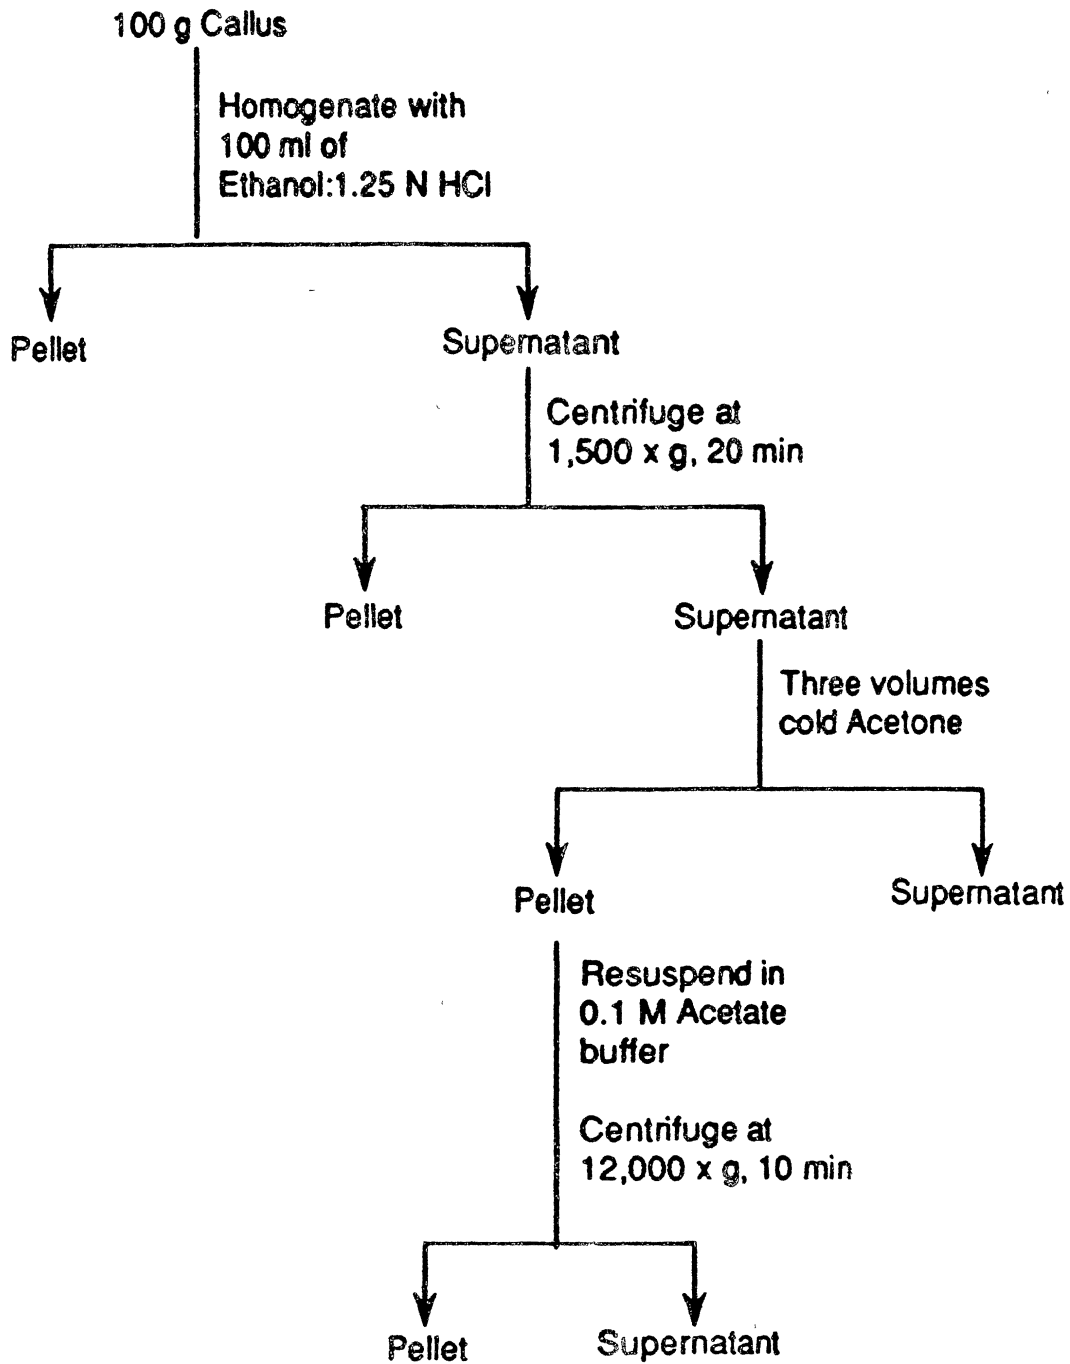 100 g Callus
Homogenate with
100 ml of
Ethanol:1.25 N HCl
Pellet
Supernatant
Centrifuge at
1,500 x g, 20 min
Pellet
Supernatant
Three volumes
cold Acetone
Pellet
Supernatant
Resuspend in
0.1 M Acetate
buffer
Centrifuge at
12,000 x g, 10 min
Pellet
Supernatant